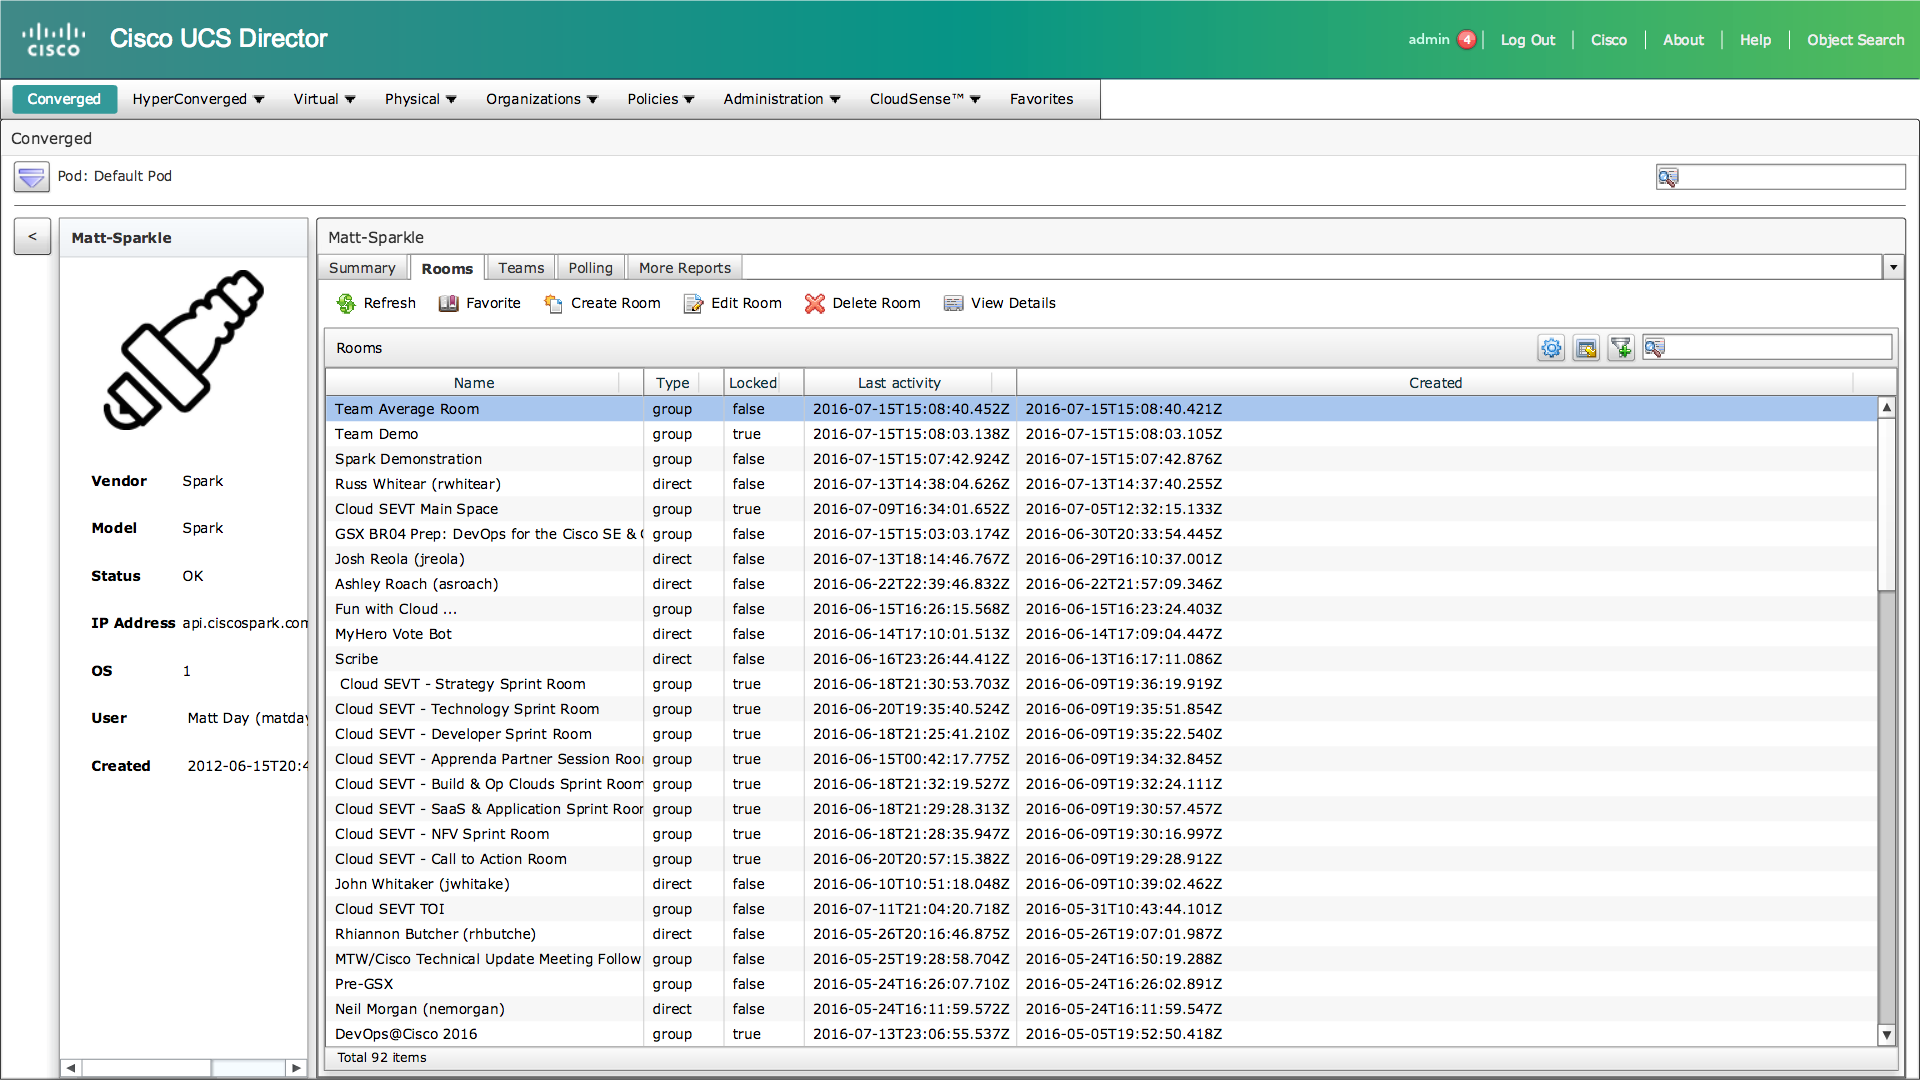 cisco Cisco UCS Director admin 4 Log Out Cisco About Help Object Search
Converged HyperConverged Virtual Physical Organizations Policies Administration CloudSense™ Favorites
Converged
Pod: Default Pod
<
Matt-Sparkle
Vendor Spark
Model Spark
Status OK
IP Address api.ciscospark.com
OS 1
User Matt Day (matday
Created 2012-06-15T20:4
Matt-Sparkle
Summary Rooms Teams Polling More Reports
Refresh Favorite Create Room Edit Room Delete Room View Details
Rooms
Name Type Locked Last activity Created
Team Average Room group false 2016-07-15T15:08:40.452Z 2016-07-15T15:08:40.421Z
Team Demo group true 2016-07-15T15:08:03.138Z 2016-07-15T15:08:03.105Z
Spark Demonstration group false 2016-07-15T15:07:42.924Z 2016-07-15T15:07:42.876Z
Russ Whitear (rwhitear) direct false 2016-07-13T14:38:04.626Z 2016-07-13T14:37:40.255Z
Cloud SEVT Main Space group true 2016-07-09T16:34:01.652Z 2016-07-05T12:32:15.133Z
GSX BR04 Prep: DevOps for the Cisco SE & group false 2016-07-15T15:03:03.174Z 2016-06-30T20:33:54.445Z
Josh Reola (jreola) direct false 2016-07-13T18:14:46.767Z 2016-06-29T16:10:37.001Z
Ashley Roach (asroach) direct false 2016-06-22T22:39:46.832Z 2016-06-22T21:57:09.346Z
Fun with Cloud ... group false 2016-06-15T16:26:15.568Z 2016-06-15T16:23:24.403Z
MyHero Vote Bot direct false 2016-06-14T17:10:01.513Z 2016-06-14T17:09:04.447Z
Scribe direct false 2016-06-16T23:26:44.412Z 2016-06-13T16:17:11.086Z
Cloud SEVT - Strategy Sprint Room group true 2016-06-18T21:30:53.703Z 2016-06-09T19:36:19.919Z
Cloud SEVT - Technology Sprint Room group true 2016-06-20T19:35:40.524Z 2016-06-09T19:35:51.854Z
Cloud SEVT - Developer Sprint Room group true 2016-06-18T21:25:41.210Z 2016-06-09T19:35:22.540Z
Cloud SEVT - Apprenda Partner Session Room group true 2016-06-15T00:42:17.775Z 2016-06-09T19:34:32.845Z
Cloud SEVT - Build & Op Clouds Sprint Room group true 2016-06-18T21:32:19.527Z 2016-06-09T19:32:24.111Z
Cloud SEVT - SaaS & Application Sprint Room group true 2016-06-18T21:29:28.313Z 2016-06-09T19:30:57.457Z
Cloud SEVT - NFV Sprint Room group true 2016-06-18T21:28:35.947Z 2016-06-09T19:30:16.997Z
Cloud SEVT - Call to Action Room group true 2016-06-20T20:57:15.382Z 2016-06-09T19:29:28.912Z
John Whitaker (jwhitake) direct false 2016-06-10T10:51:18.048Z 2016-06-09T10:39:02.462Z
Cloud SEVT TOI group false 2016-07-11T21:04:20.718Z 2016-05-31T10:43:44.101Z
Rhiannon Butcher (rhbutche) direct false 2016-05-26T20:16:46.875Z 2016-05-26T19:07:01.987Z
MTW/Cisco Technical Update Meeting Follow group false 2016-05-25T19:28:58.704Z 2016-05-24T16:50:19.288Z
Pre-GSX group false 2016-05-24T16:26:07.710Z 2016-05-24T16:26:02.891Z
Neil Morgan (nemorgan) direct false 2016-05-24T16:11:59.572Z 2016-05-24T16:11:59.547Z
DevOps@Cisco 2016 group true 2016-07-13T23:06:55.537Z 2016-05-05T19:52:50.418Z
Total 92 items